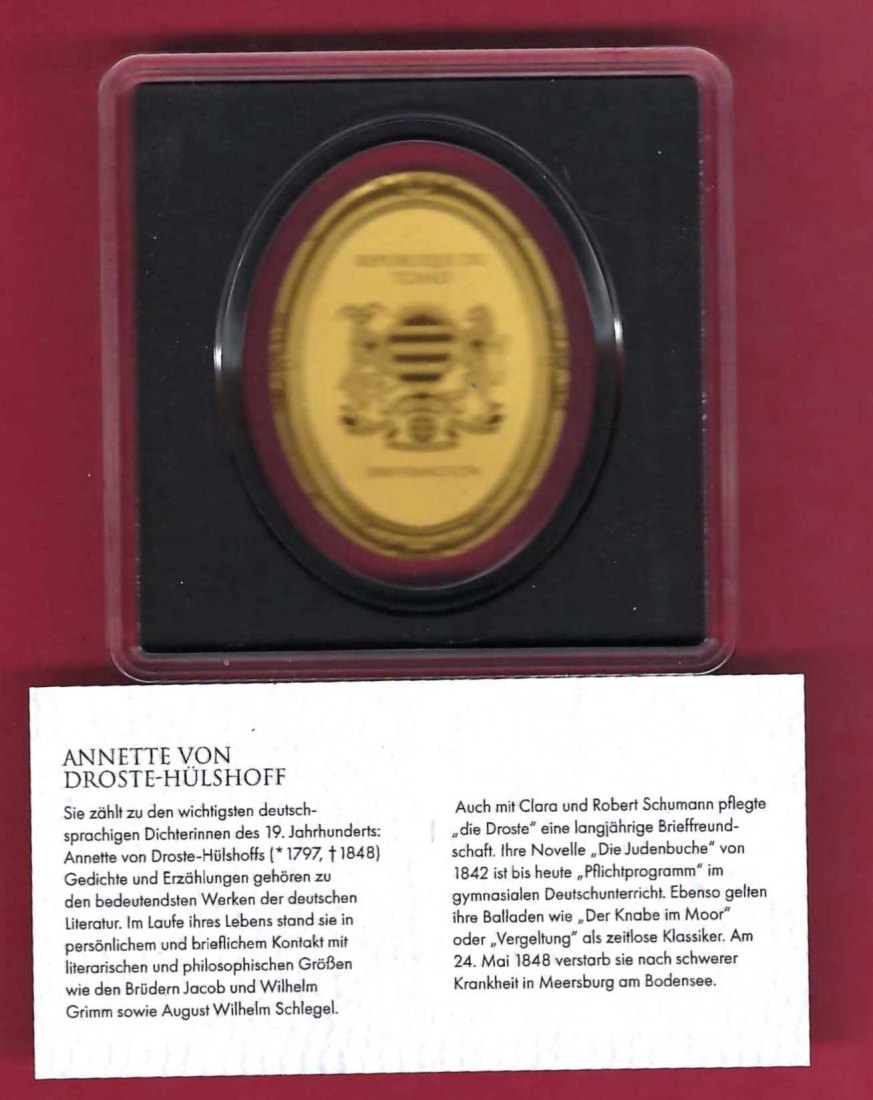 REPUBLIQUE DU
TCHAD
ANNETTE VON
DROSTE-HÜLSHOFF
Sie zählt zu den wichtigsten deutsch-
sprachigen Dichterinnen des 19. Jahrhunderts:
Annette von Droste-Hülshoffs (* 1797, † 1848)
Gedichte und Erzählungen gehören zu
den bedeutendsten Werken der deutschen
Literatur. Im Laufe ihres Lebens stand sie in
persönlichem und brieflichem Kontakt mit
literarischen und philosophischen Größen
wie den Brüdern Jacob und Wilhelm
Grimm sowie August Wilhelm Schlegel.
Auch mit Clara und Robert Schumann pflegte
„die Droste“ eine langjährige Brieffreund-
schaft. Ihre Novelle „Die Judenbuche“ von
1842 ist bis heute „Pflichtprogramm“ im
gymnasialen Deutschunterricht. Ebenso gelten
ihre Balladen wie „Der Knabe im Moor“
oder „Vergeltung“ als zeitlose Klassiker. Am
24. Mai 1848 verstarb sie nach schwerer
Krankheit in Meersburg am Bodensee.